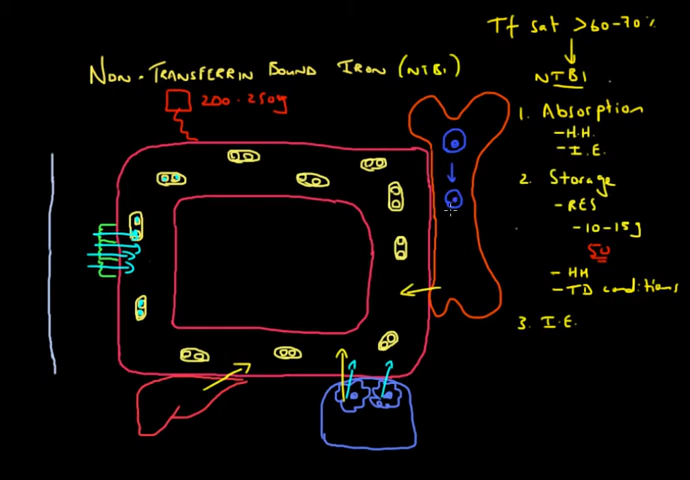 Tf sat >60-70%
NTBI
NON-TRANSFERRIN BOUND IRON (NTBI)
200-250g
1. Absorption
- H.H.
- I.E.
2. Storage
- RES
- 10-15g
50
- HH
- TD conditions
3. I.E.